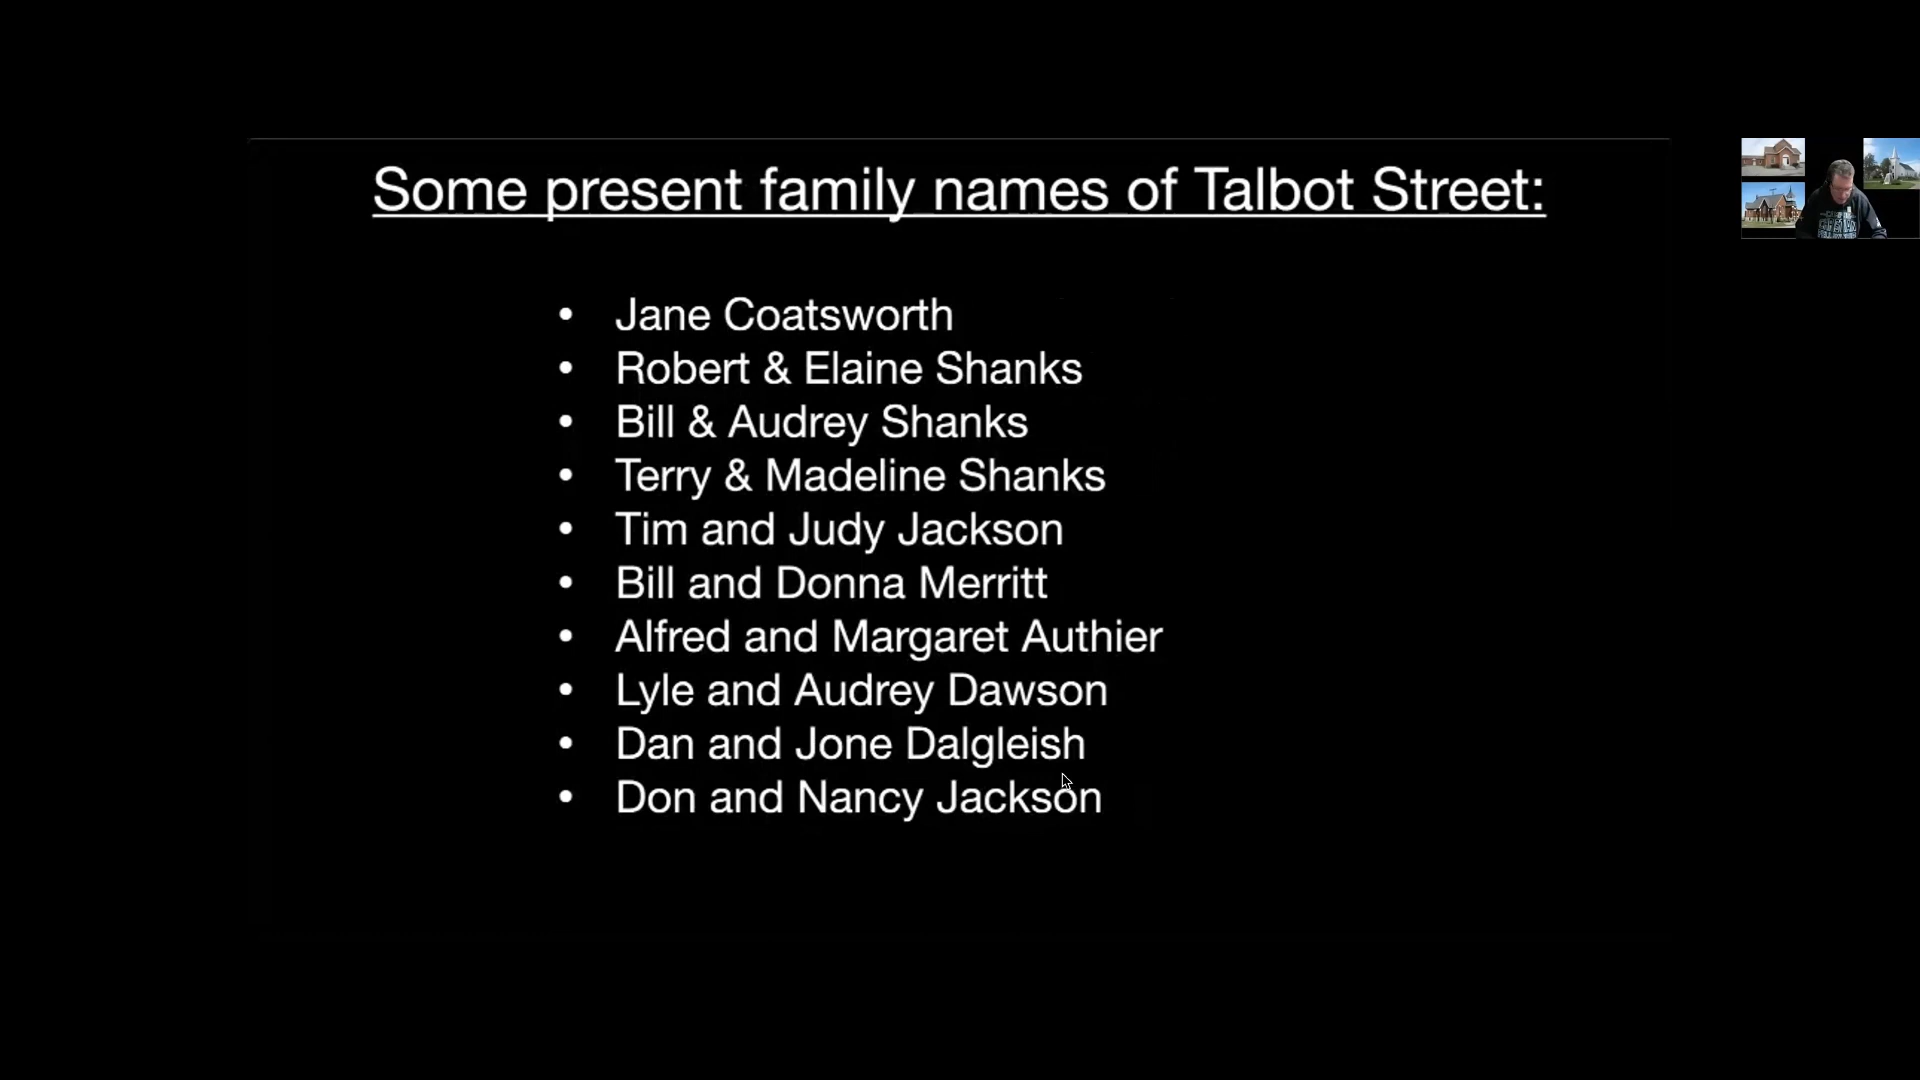 Some present family names of Talbot Street:
• Jane Coatsworth
• Robert & Elaine Shanks
• Bill & Audrey Shanks
• Terry & Madeline Shanks
• Tim and Judy Jackson
• Bill and Donna Merritt
• Alfred and Margaret Authier
• Lyle and Audrey Dawson
• Dan and Jone Dalgleish
• Don and Nancy Jackson